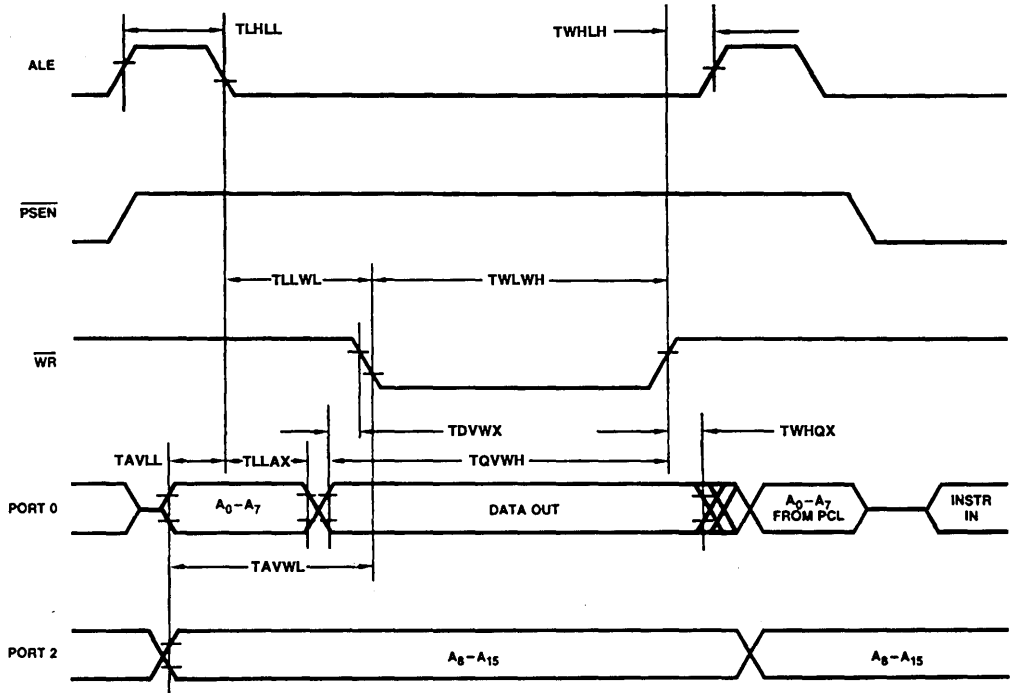 TLHLL TWHLH
ALE
PSEN
TLLWL TWLWH
WR
TDVWX TWHQX
TAVLL TLLAX TQVWH
PORT 0 A0–A7 DATA OUT A0–A7 FROM PCL INSTR IN
TAVWL
PORT 2 A8–A15 A8–A15